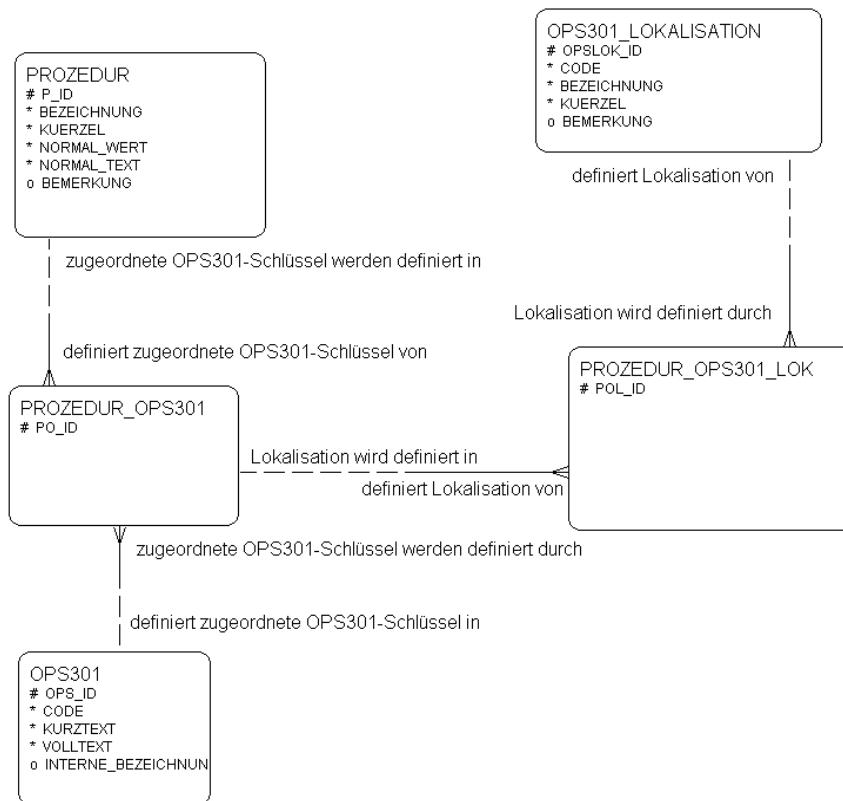 PROZEDUR
# P_ID
* BEZEICHNUNG
* KUERZEL
* NORMAL_WERT
* NORMAL_TEXT
o BEMERKUNG
OPS301_LOKALISATION
# OPSLOK_ID
* CODE
* BEZEICHNUNG
* KUERZEL
o BEMERKUNG
definiert Lokalisation von
zugeordnete OPS301-Schlüssel werden definiert in
Lokalisation wird definiert durch
definiert zugeordnete OPS301-Schlüssel von
PROZEDUR_OPS301
# PO_ID
PROZEDUR_OPS301_LOK
# POL_ID
Lokalisation wird definiert in
definiert Lokalisation von
zugeordnete OPS301-Schlüssel werden definiert durch
definiert zugeordnete OPS301-Schlüssel in
OPS301
# OPS_ID
* CODE
* KURZTEXT
* VOLLTEXT
o INTERNE_BEZEICHNUN